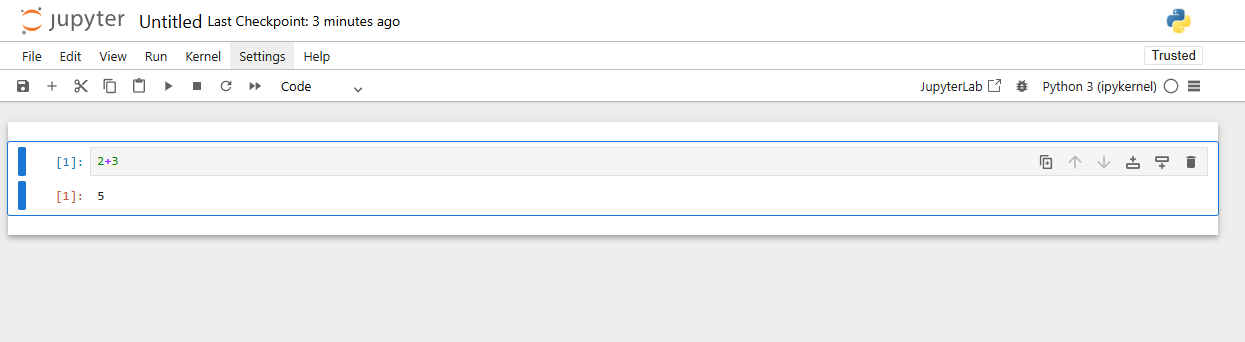 jupyter Untitled Last Checkpoint: 3 minutes ago
File Edit View Run Kernel Settings Help Trusted
Code JupyterLab Python 3 (ipykernel)
[1]: 2+3
[1]: 5